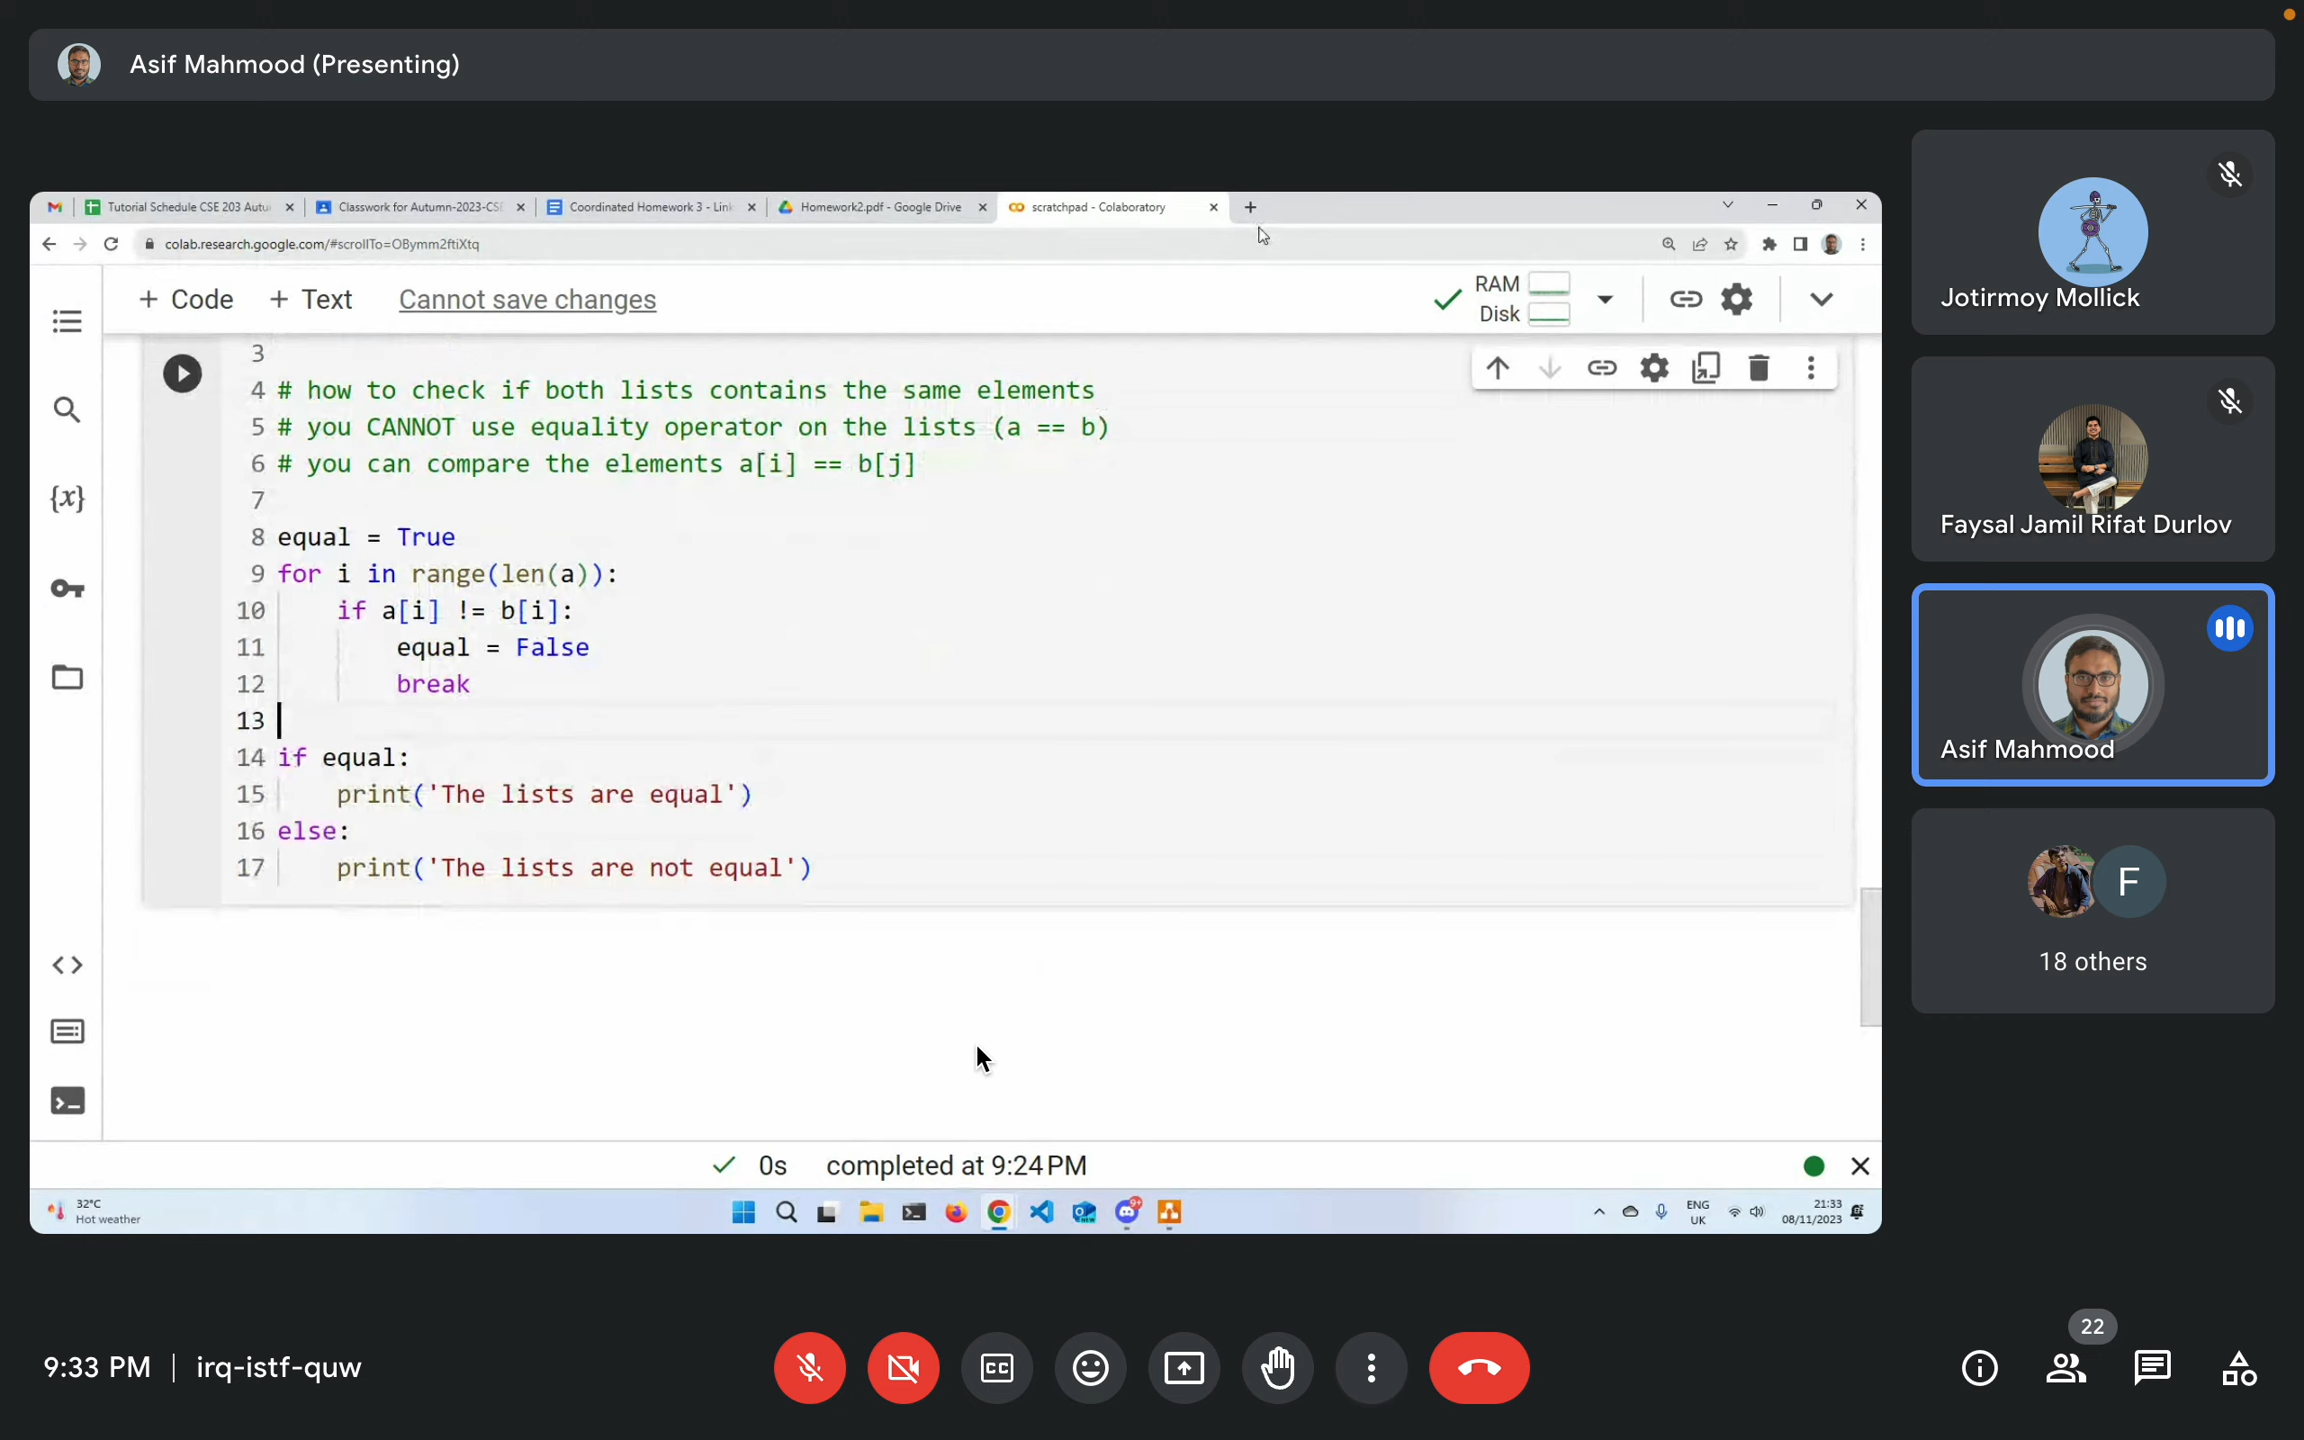 Asif Mahmood (Presenting)
Tutorial Schedule CSE 203 Autu
Classwork for Autumn-2023-CS
Coordinated Homework 3 - Link
Homework2.pdf - Google Drive
scratchpad - Colaboratory
colab.research.google.com/#scrollTo=OBymm2ftiXtq
+ Code + Text Cannot save changes
RAM
Disk
3
4 # how to check if both lists contains the same elements
5 # you CANNOT use equality operator on the lists (a == b)
6 # you can compare the elements a[i] == b[j]
7
8 equal = True
9 for i in range(len(a)):
10 if a[i] != b[i]:
11 equal = False
12 break
13
14 if equal:
15 print('The lists are equal')
16 else:
17 print('The lists are not equal')
{x}
0s completed at 9:24 PM
32°C
Hot weather
ENG
UK
21:33
08/11/2023
Jotirmoy Mollick
Faysal Jamil Rifat Durlov
Asif Mahmood
F
18 others
9:33 PM | irq-istf-quw
CC
22